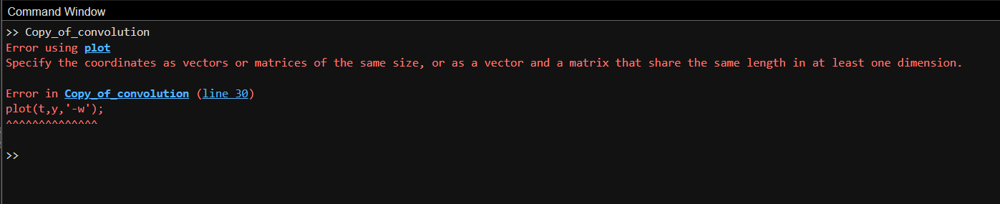 Command Window
>> Copy_of_convolution
Error using plot
Specify the coordinates as vectors or matrices of the same size, or as a vector and a matrix that share the same length in at least one dimension.
Error in Copy_of_convolution (line 30)
plot(t,y,'-w');
^^^^^^^^^^^^^^
>>